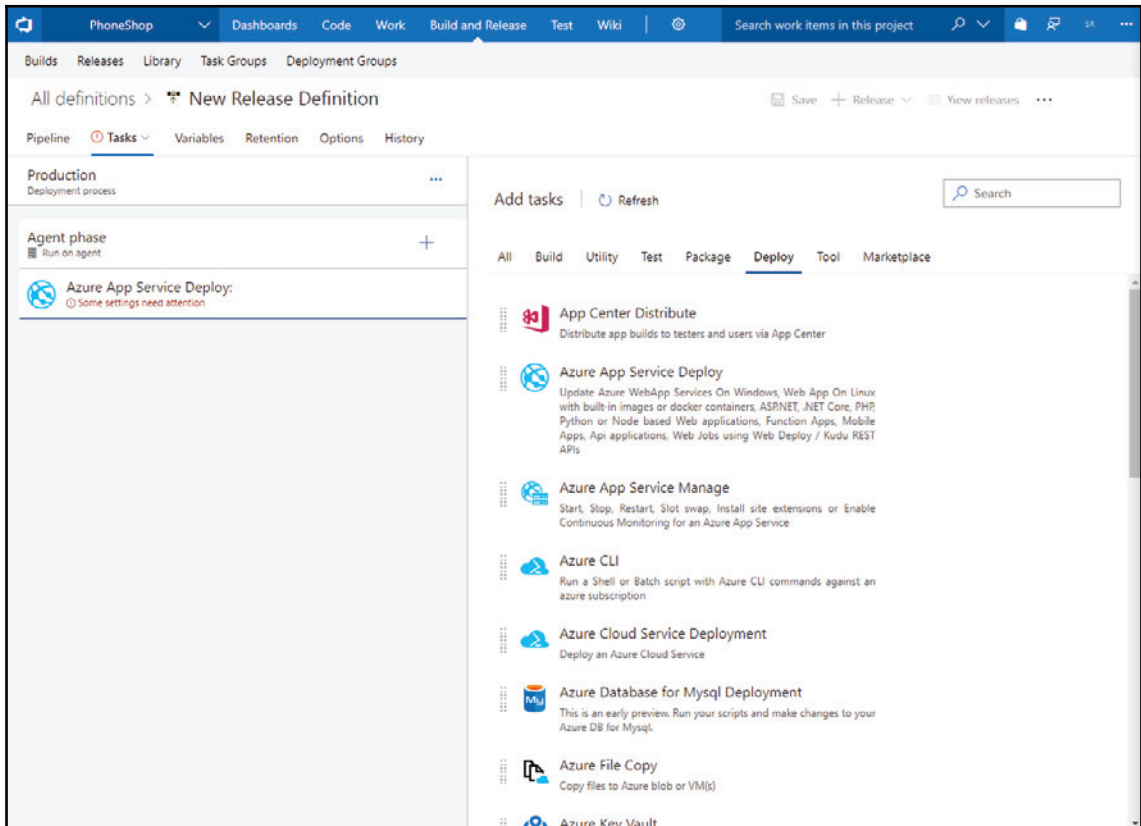 PhoneShop Dashboards Code Work Build and Release Test Wiki Search work items in this project SR
Builds Releases Library Task Groups Deployment Groups
All definitions > New Release Definition Save Release View releases
Pipeline Tasks Variables Retention Options History
Production
Deployment process
Agent phase
Run on agent
Azure App Service Deploy:
Some settings need attention
Add tasks Refresh Search
All Build Utility Test Package Deploy Tool Marketplace
App Center Distribute
Distribute app builds to testers and users via App Center
Azure App Service Deploy
Update Azure WebApp Services On Windows, Web App On Linux
with built-in images or docker containers, ASP.NET, .NET Core, PHP,
Python or Node based Web applications, Function Apps, Mobile
Apps, Api applications, Web Jobs using Web Deploy / Kudu REST
APIs
Azure App Service Manage
Start, Stop, Restart, Slot swap, Install site extensions or Enable
Continuous Monitoring for an Azure App Service
Azure CLI
Run a Shell or Batch script with Azure CLI commands against an
azure subscription
Azure Cloud Service Deployment
Deploy an Azure Cloud Service
My
Azure Database for Mysql Deployment
This is an early preview. Run your scripts and make changes to your
Azure DB for Mysql.
Azure File Copy
Copy files to Azure blob or VM(s)
Azure Key Vault